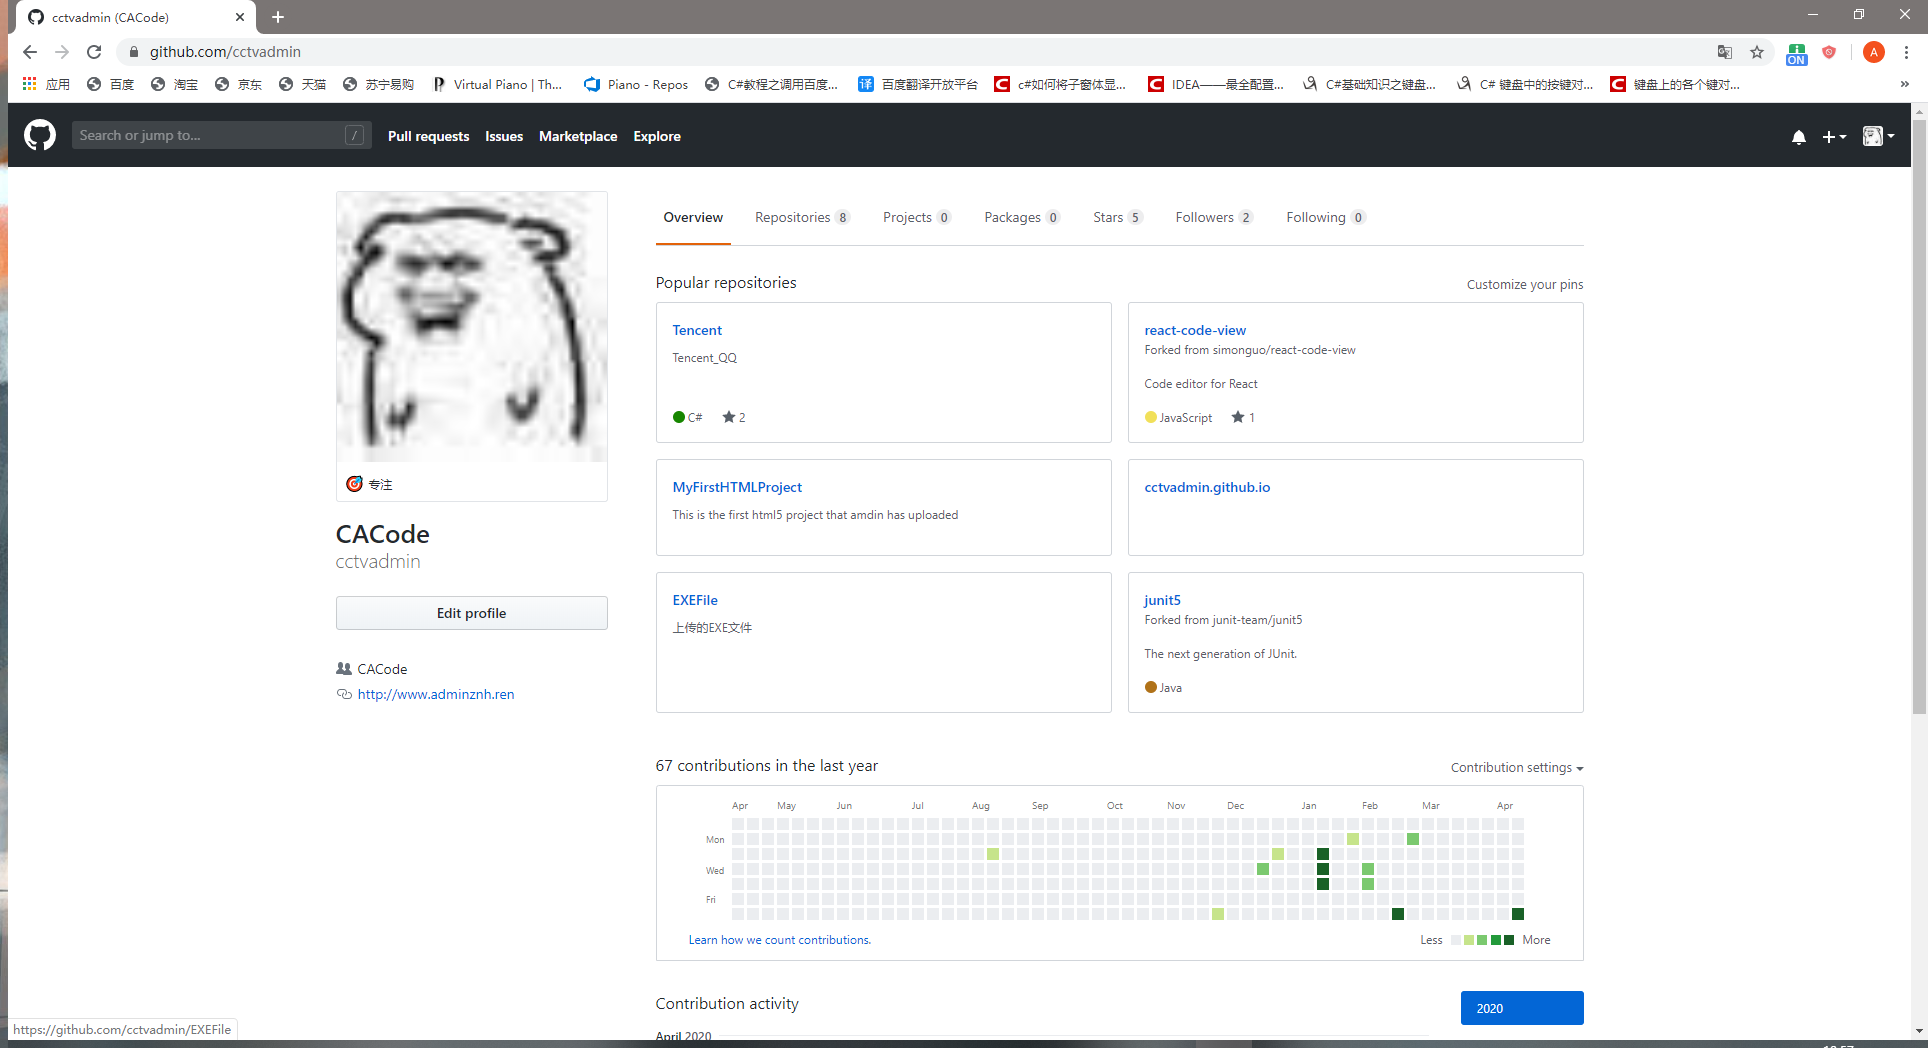 cctvadmin (CACode)
github.com/cctvadmin
ON
A
应用 百度 淘宝 京东 天猫 苏宁易购 Virtual Piano | Th... Piano - Repos C#教程之调用百度... 译 百度翻译开放平台 c#如何将子窗体显... IDEA——最全配置... C#基础知识之键盘... C# 键盘中的按键对... 键盘上的各个键对... »
Search or jump to... / Pull requests Issues Marketplace Explore
Overview Repositories 8 Projects 0 Packages 0 Stars 5 Followers 2 Following 0
专注
CACode
cctvadmin
Edit profile
CACode
http://www.adminznh.ren
Popular repositories Customize your pins
Tencent
Tencent_QQ
C# 2
react-code-view
Forked from simonguo/react-code-view
Code editor for React
JavaScript 1
MyFirstHTMLProject
This is the first html5 project that amdin has uploaded
cctvadmin.github.io
EXEFile
上传的EXE文件
junit5
Forked from junit-team/junit5
The next generation of JUnit.
Java
67 contributions in the last year Contribution settings
Apr May Jun Jul Aug Sep Oct Nov Dec Jan Feb Mar Apr
Mon
Wed
Fri
Learn how we count contributions. Less More
Contribution activity 2020
April 2020
https://github.com/cctvadmin/EXEFile